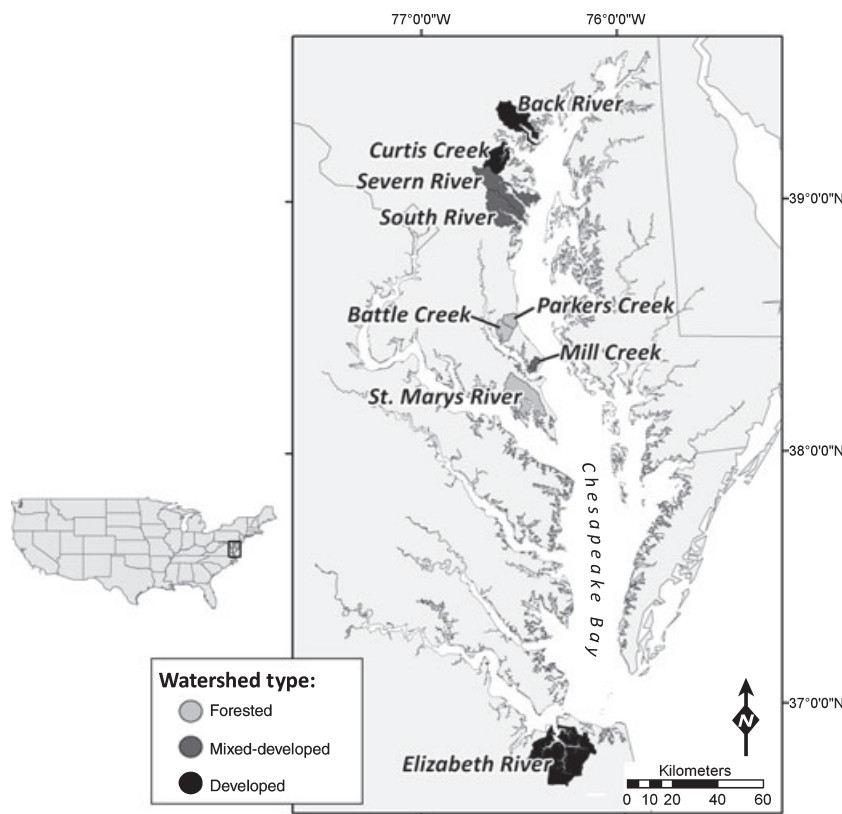 77°0'0"W 76°0'0"W
Back River
Curtis Creek
Severn River
39°0'0"N
South River
Parkers Creek
Battle Creek
Mill Creek
St. Marys River
38°0'0"N
Chesapeake Bay
Watershed type:
Forested
Mixed-developed
Developed
37°0'0"N
N
Elizabeth River
Kilometers
0 10 20 40 60